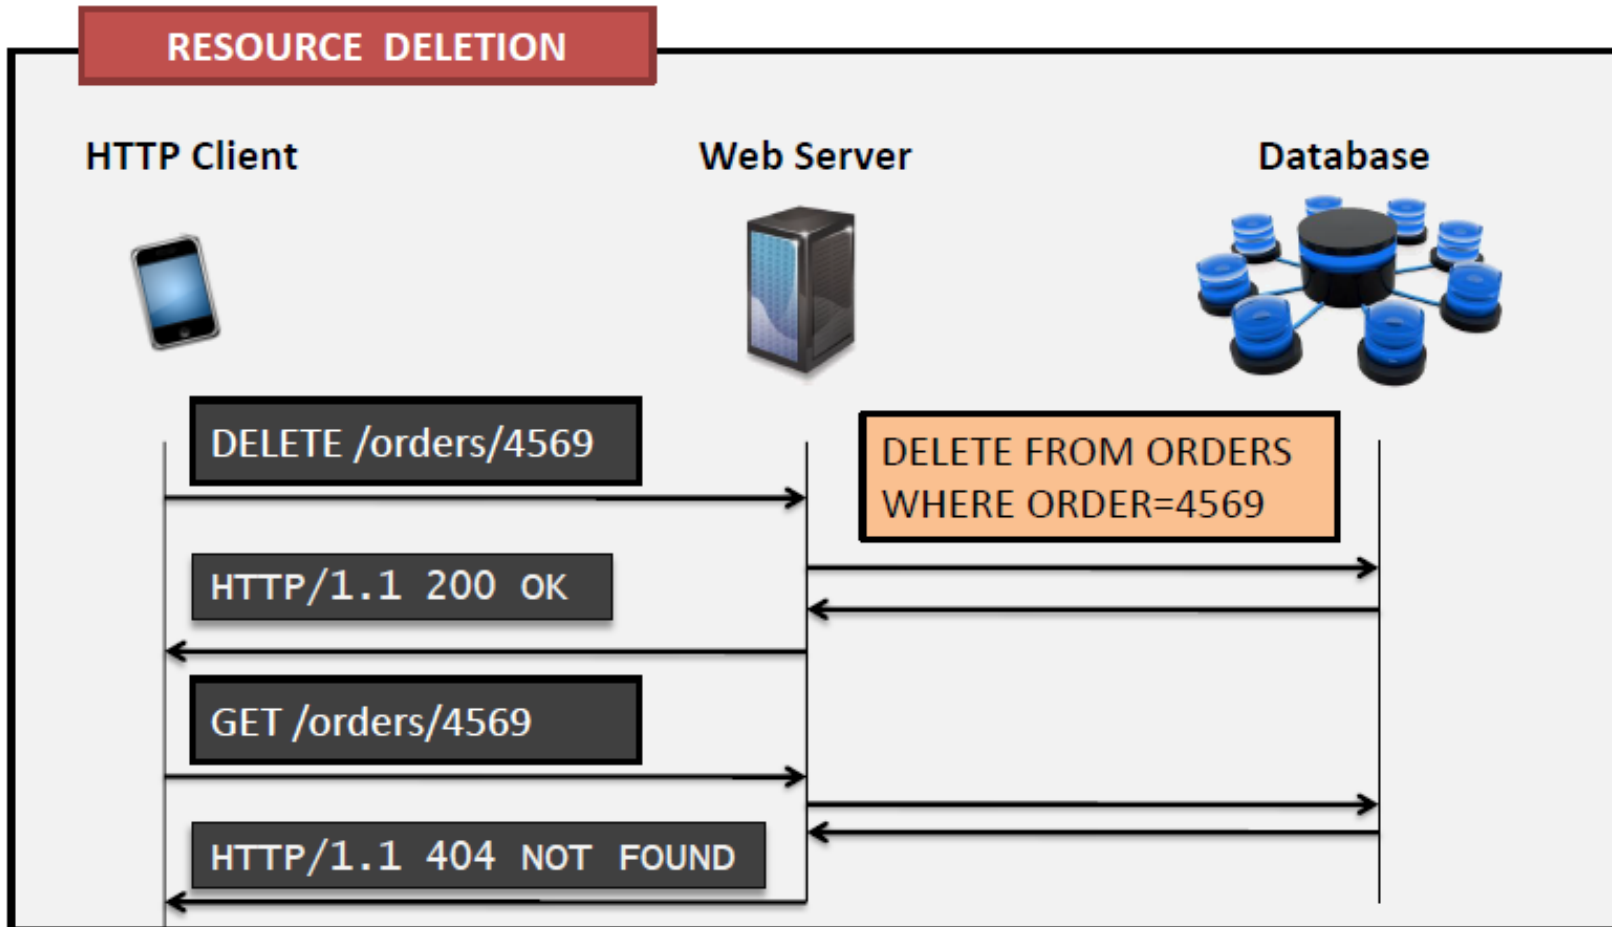 RESOURCE DELETION
HTTP Client
Web Server
Database
DELETE /orders/4569
DELETE FROM ORDERS
WHERE ORDER=4569
HTTP/1.1 200 OK
GET /orders/4569
HTTP/1.1 404 NOT FOUND